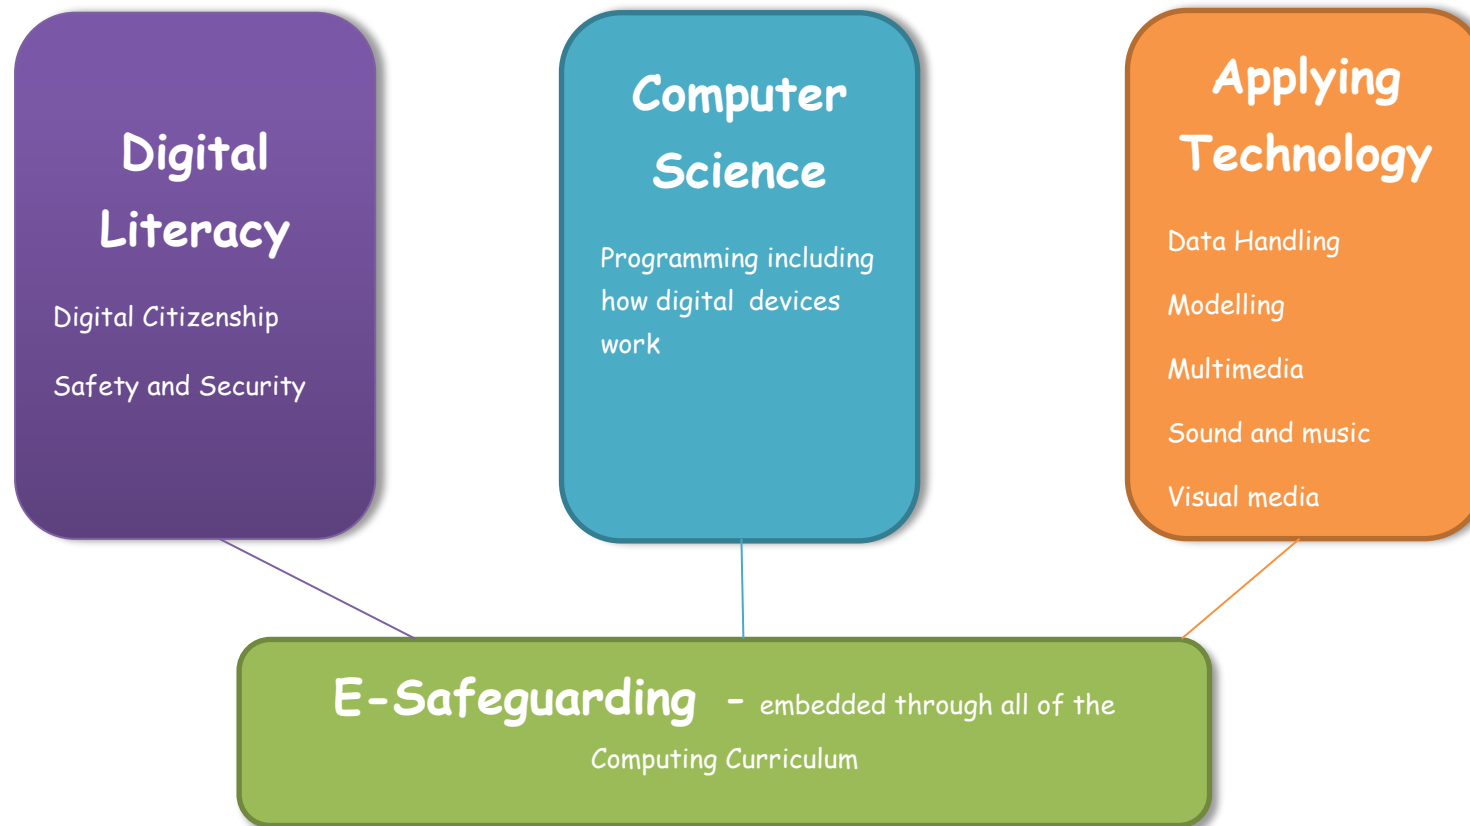 Digital
Literacy
Digital Citizenship
Safety and Security
Computer
Science
Programming including
how digital  devices
work
Applying
Technology
Data Handling
Modelling
Multimedia
Sound and music
Visual media
E-Safeguarding  - embedded through all of the
Computing Curriculum